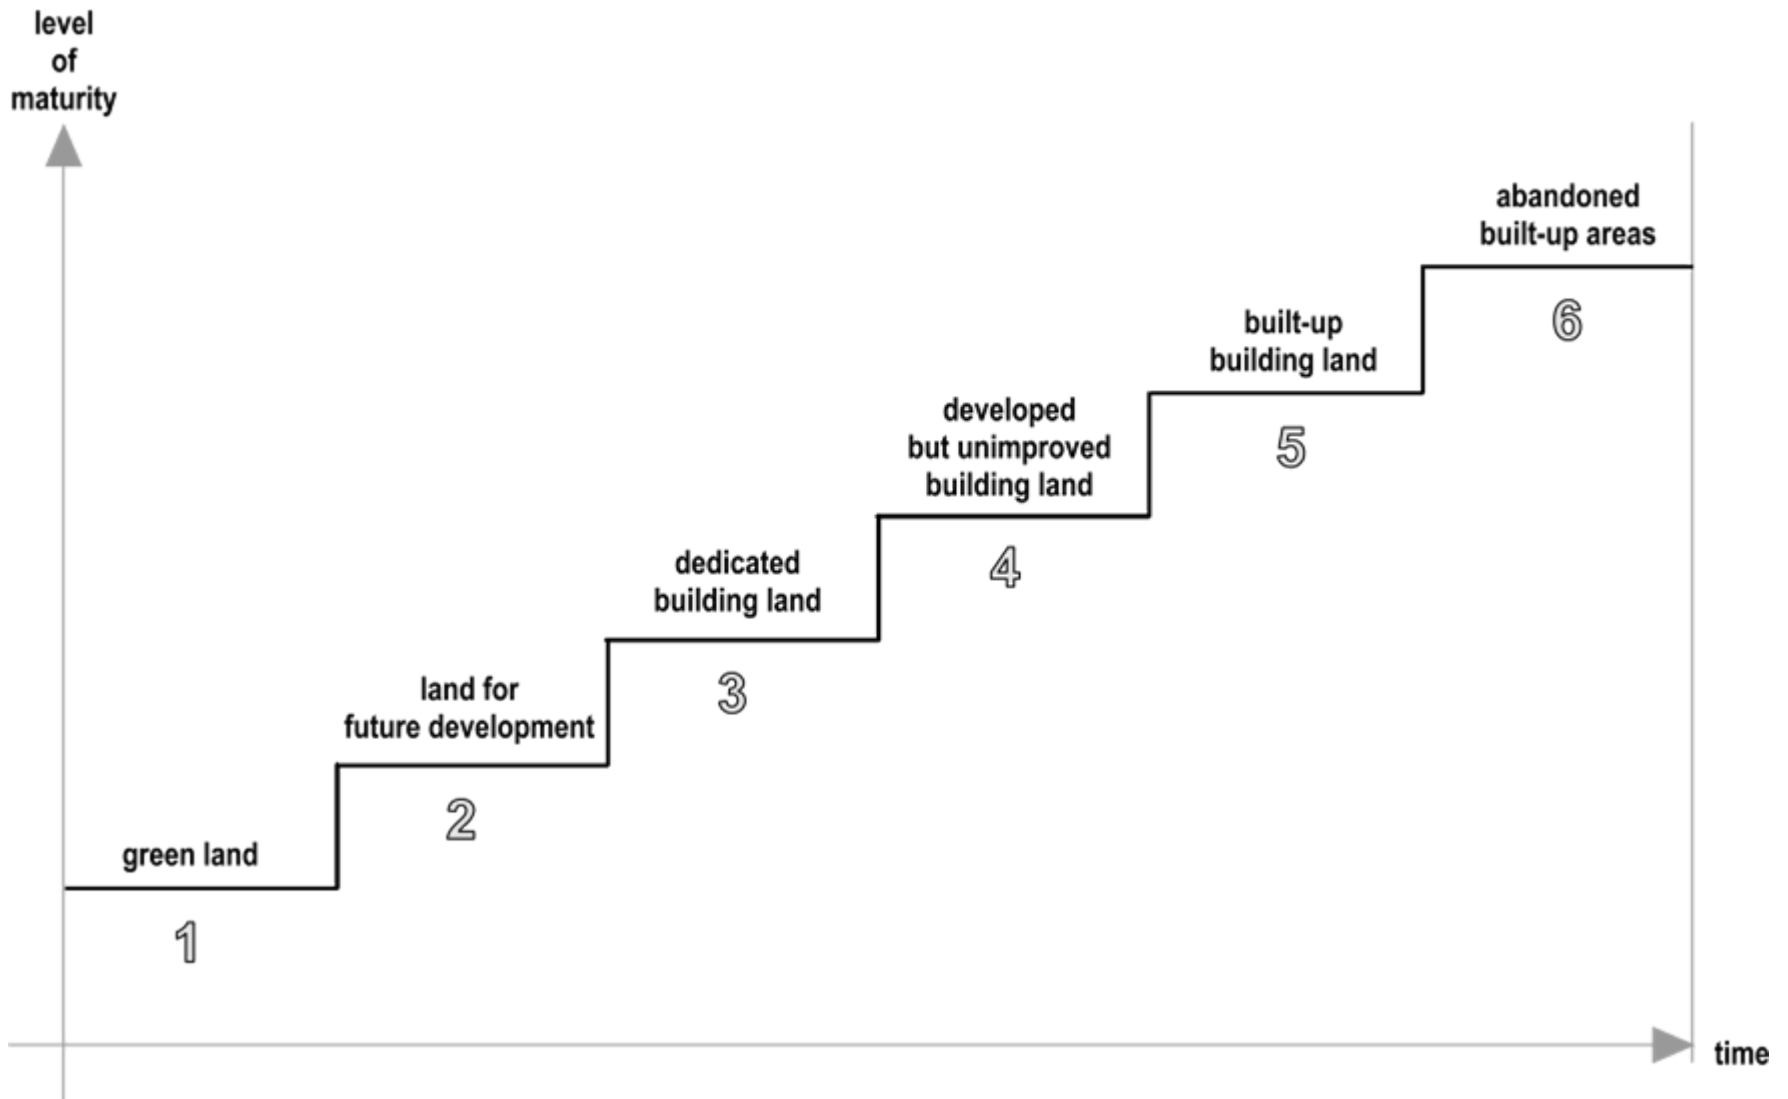 level
of
maturity
abandoned
built-up areas
6
built-up
building land
5
developed
but unimproved
building land
4
dedicated
building land
3
land for
future development
2
green land
1
time